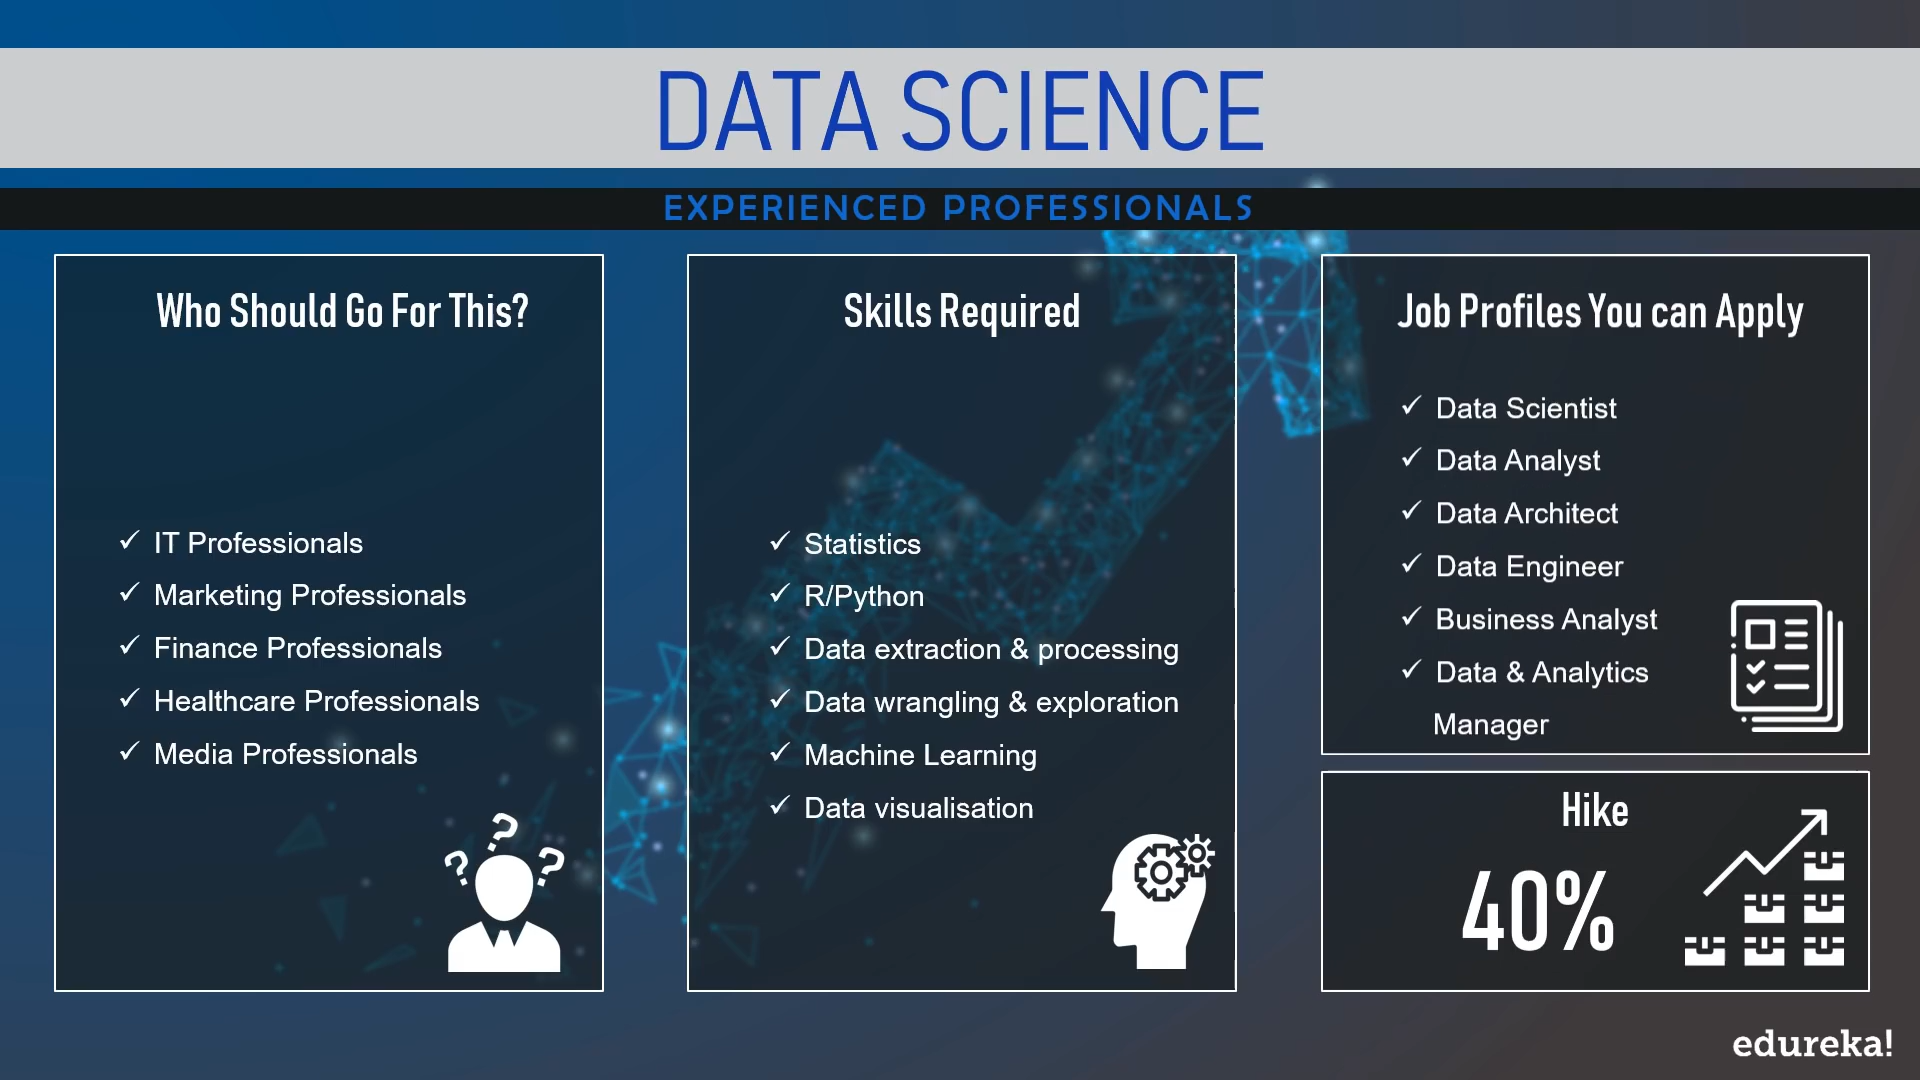 DATA SCIENCE
EXPERIENCED PROFESSIONALS
Who Should Go For This?
IT Professionals
Marketing Professionals
Finance Professionals
Healthcare Professionals
Media Professionals
Skills Required
Statistics
R/Python
Data extraction & processing
Data wrangling & exploration
Machine Learning
Data visualisation
Job Profiles You can Apply
Data Scientist
Data Analyst
Data Architect
Data Engineer
Business Analyst
Data & Analytics
Manager
Hike
40%
edureka!